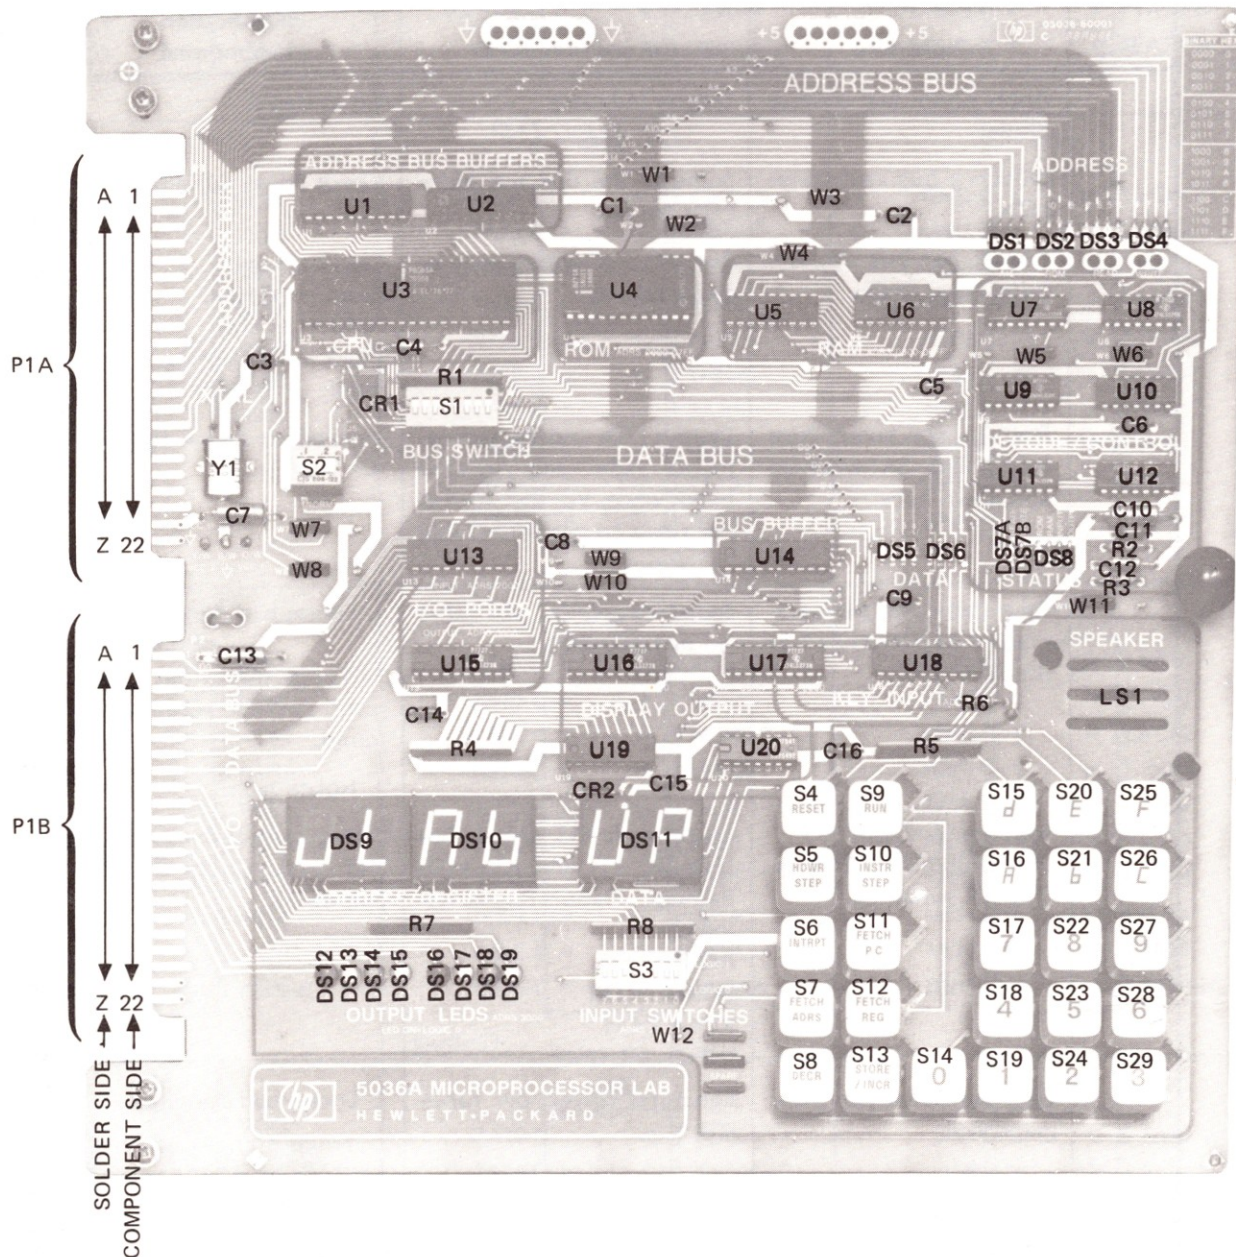 +5 +5
BINARY HEX
ADDRESS BUS
ADDRESS BUS BUFFERS
W1
ADDRESS
P1A
A 1
U1 U2 C1 W2 W3 C2
DS1 DS2 DS3 DS4
W4
U3 U4 U5 U6 U7 U8
CPU C4 ROM RAM W5 W6
C3
R1
CR1 S1 C5 U9 U10
C6
BUS SWITCH
DATA BUS
DECODE/CONTROL
Y1 S2 U11 U12
C7 W7 C10
Z 22
BUS BUFFER
C11
C8 U13 W9 U14 DS5 DS6 DS7A DS7B DS8 R2
W8 W10 DATA STATUS C12
R3
I/O PORTS
C9 W11
P1B
A 1
SPEAKER
C13 U15 U16 U17 U18
LS1
DISPLAY OUTPUT
KEY INPUT
R6
C14
I/O DATA BUS
R4 U19 U20 C16 R5
CR2 C15
DS9 DS10 DS11
ADDRESS/REGISTER DATA
R7 R8
DS12 DS13 DS14 DS15 DS16 DS17 DS18 DS19
S3
Z 22
OUTPUT LEDS
INPUT SWITCHES
W12
S4 RESET
S9 RUN
S15 d
S20 E
S25 F
S5 HDWR STEP
S10 INSTR STEP
S16 A
S21 b
S26 C
S6 INTRPT
S11 FETCH PC
S17 7
S22 8
S27 9
S7 FETCH ADRS
S12 FETCH REG
S18 4
S23 5
S28 6
S8 DECR
S13 STORE /INCR
S14 0
S19 1
S24 2
S29 3
hp 5036A MICROPROCESSOR LAB
HEWLETT·PACKARD
SOLDER SIDE
COMPONENT SIDE